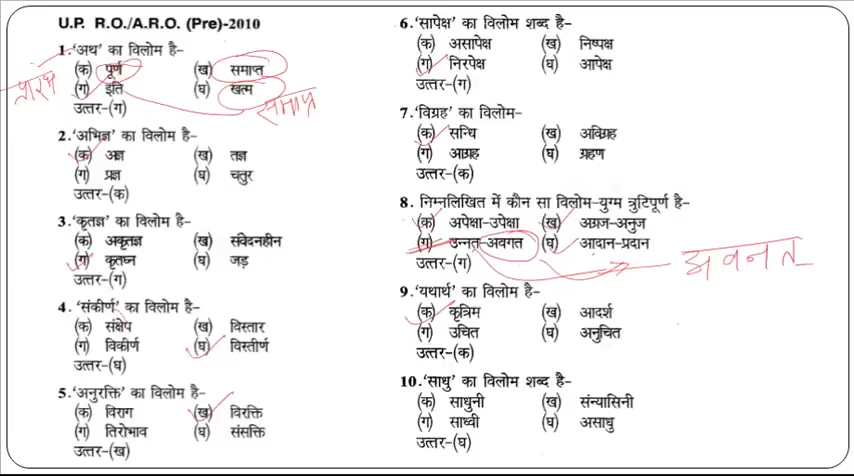 U.P. R.O./A.R.O. (Pre)-2010
1.‘अथ’ का विलोम है–
(क) पूर्ण (ख) समाप्त
(ग) इति (घ) खत्म
उत्तर–(ग)
प्रारंभ
समाप्त
2.‘अभिज्ञ’ का विलोम है–
(क) अज्ञ (ख) तज्ञ
(ग) प्रज्ञ (घ) चतुर
उत्तर–(क)
3.‘कृतज्ञ’ का विलोम है–
(क) अकृतज्ञ (ख) संवेदनहीन
(ग) कृतघ्न (घ) जड़
उत्तर–(ग)
4.‘संकीर्ण’ का विलोम है–
(क) संक्षेप (ख) विस्तार
(ग) विकीर्ण (घ) विस्तीर्ण
उत्तर–(घ)
5.‘अनुरक्ति’ का विलोम है–
(क) विराग (ख) विरक्ति
(ग) तिरोभाव (घ) संसक्ति
उत्तर–(ख)
6.‘सापेक्ष’ का विलोम शब्द है–
(क) असापेक्ष (ख) निष्पक्ष
(ग) निरपेक्ष (घ) आपेक्ष
उत्तर–(ग)
7.‘विग्रह’ का विलोम–
(क) सन्धि (ख) अविग्रह
(ग) आग्रह (घ) ग्रहण
उत्तर–(क)
8. निम्नलिखित में कौन सा विलोम-युग्म त्रुटिपूर्ण है–
(क) अपेक्षा–उपेक्षा (ख) अग्रज–अनुज
(ग) उन्नत–अवगत (घ) आदान–प्रदान
उत्तर–(ग)
अवनत
9.‘यथार्थ’ का विलोम है–
(क) कृत्रिम (ख) आदर्श
(ग) उचित (घ) अनुचित
उत्तर–(क)
10.‘साधु’ का विलोम शब्द है–
(क) साधुनी (ख) संन्यासिनी
(ग) साध्वी (घ) असाधु
उत्तर–(घ)